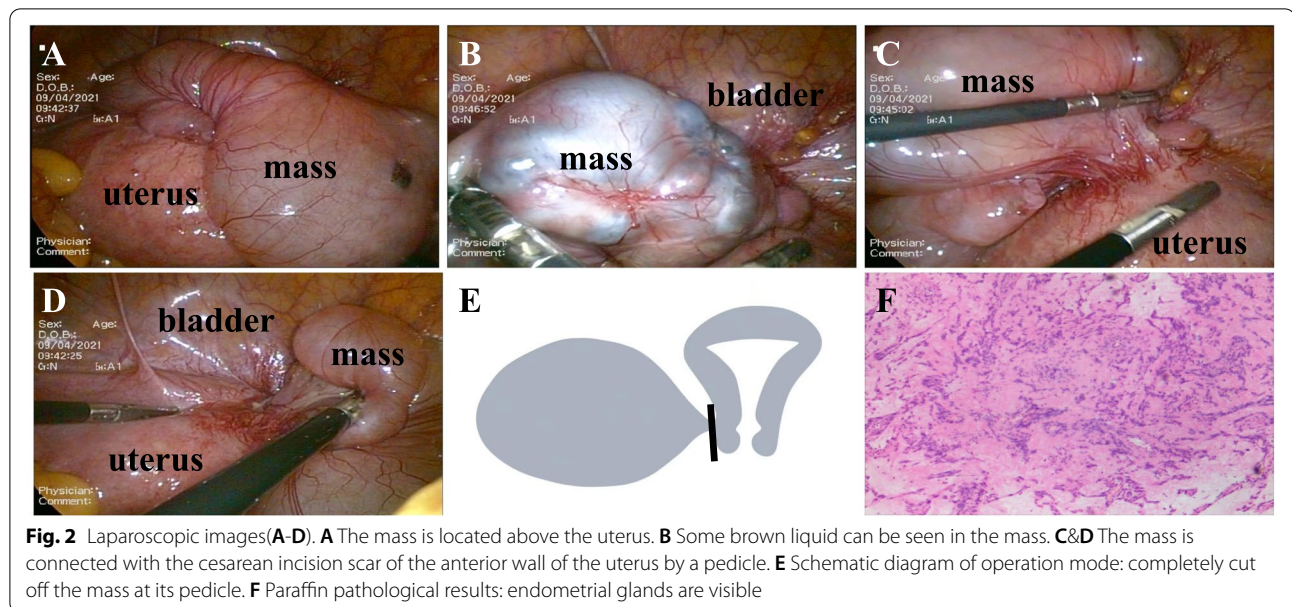 A
Sex: Age:
D.O.B.:
09/04/2021
09:42:37
uterus
mass
Physician:
Comment:
B
Sex: Age:
D.O.B.:
09/04/2021
09:46:52
bladder
mass
C
Sex: Age:
D.O.B.:
09/04/2021
09:45:02
mass
uterus
Physician:
Comment:
D
Sex: Age:
D.O.B.:
09/04/2021
09:42:25
bladder
mass
uterus
Physician:
Comment:
E
F
Fig. 2 Laparoscopic images(A-D). A The mass is located above the uterus. B Some brown liquid can be seen in the mass. C&D The mass is
connected with the cesarean incision scar of the anterior wall of the uterus by a pedicle. E Schematic diagram of operation mode: completely cut
off the mass at its pedicle. F Paraffin pathological results: endometrial glands are visible